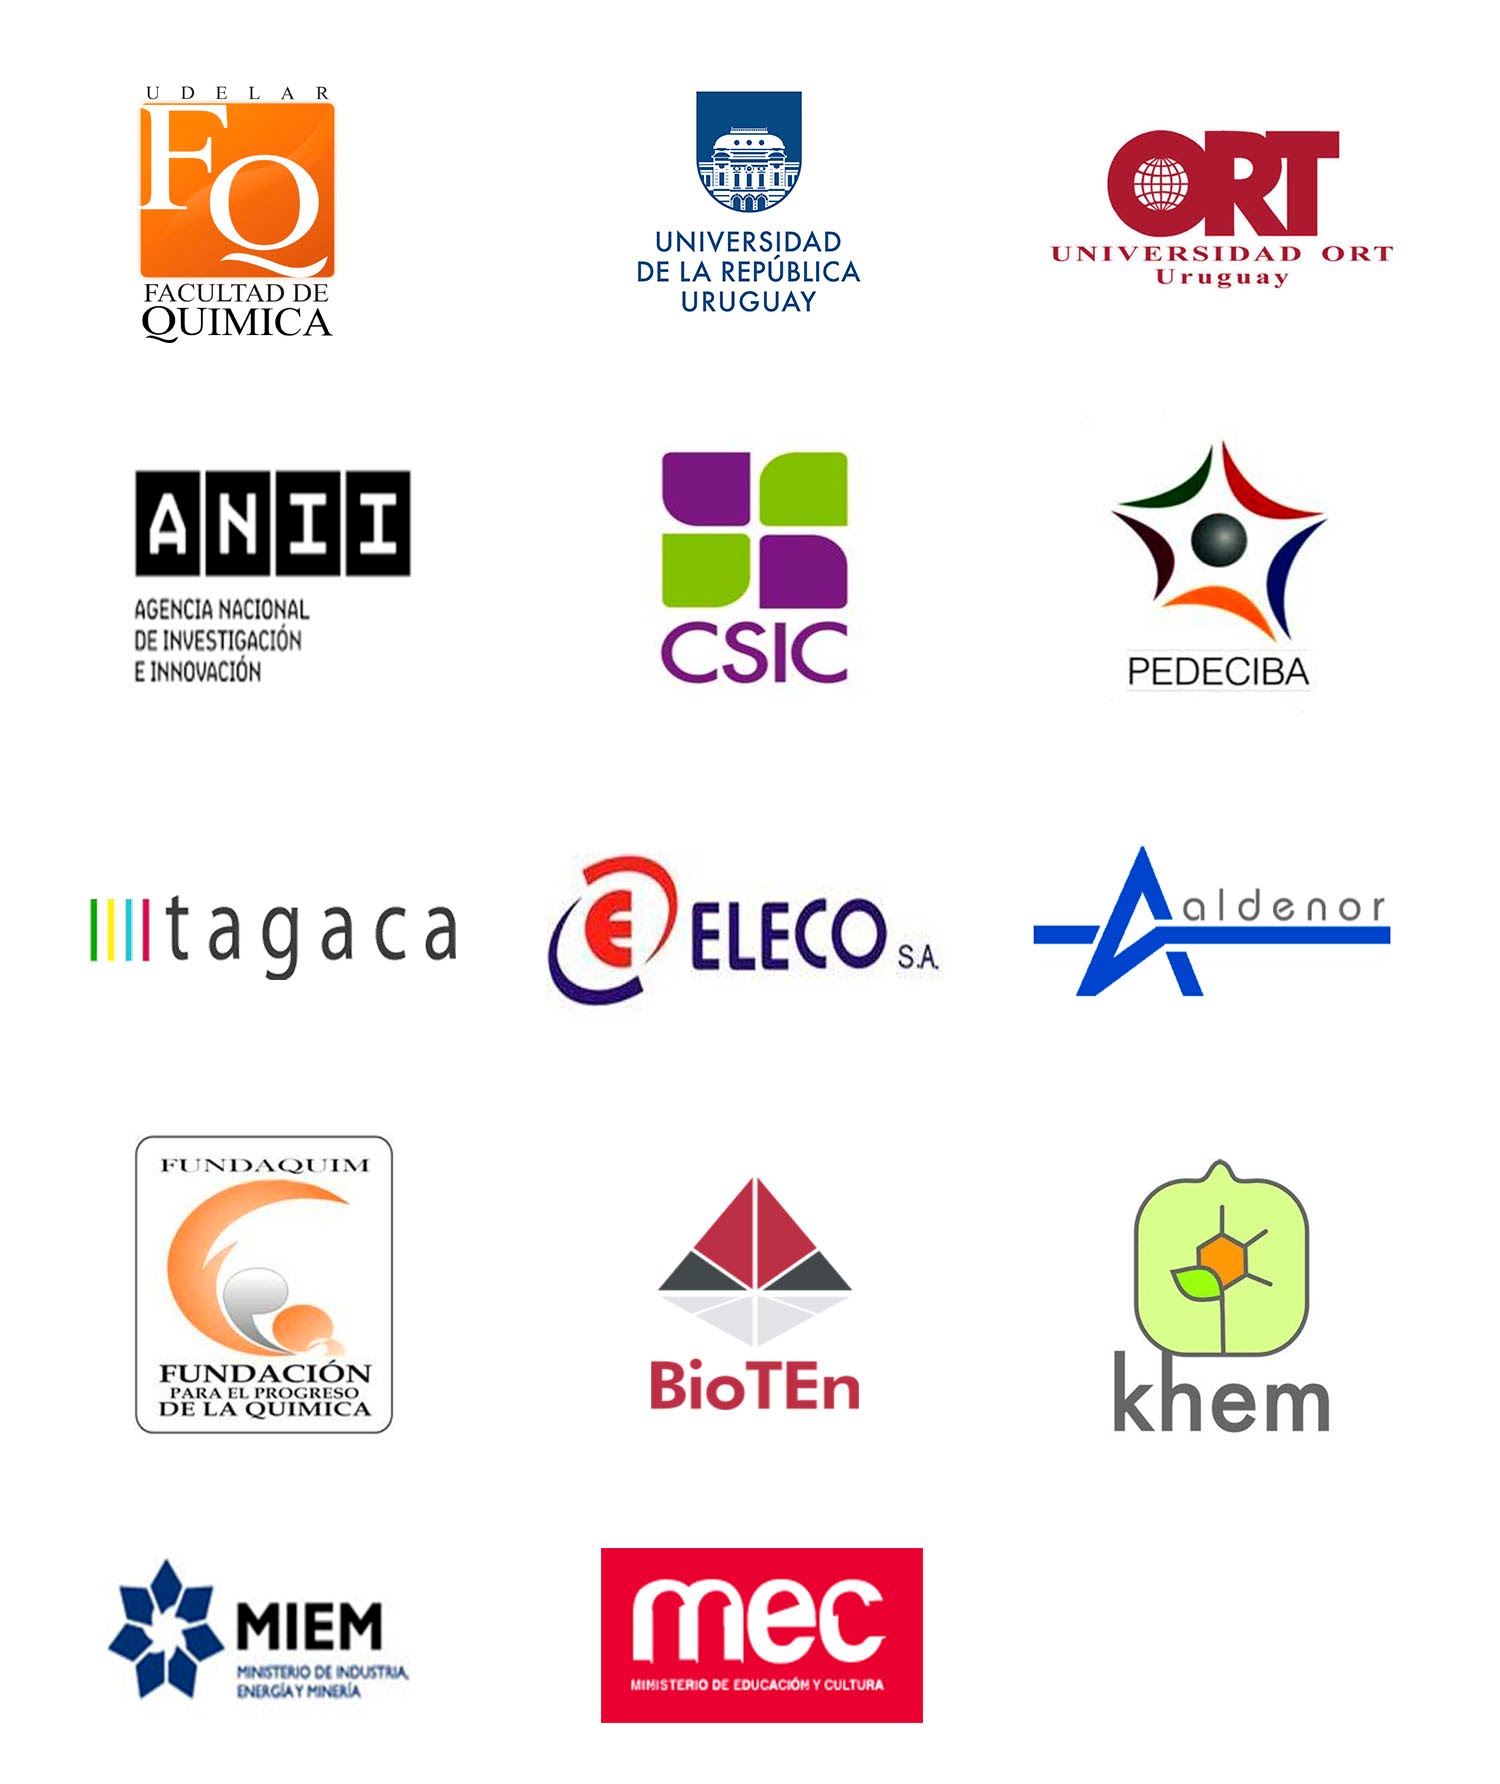 UDELAR
FQ
FACULTAD DE
QUIMICA
UNIVERSIDAD
DE LA REPÚBLICA
URUGUAY
ORT
UNIVERSIDAD ORT
Uruguay
ANII
AGENCIA NACIONAL
DE INVESTIGACIÓN
E INNOVACIÓN
CSIC
PEDECIBA
tagaca
E ELECO S.A.
aldenor
FUNDAQUIM
FUNDACIÓN
PARA EL PROGRESO
DE LA QUIMICA
BioTEn
khem
MIEM
MINISTERIO DE INDUSTRIA,
ENERGÍA Y MINERÍA
mec
MINISTERIO DE EDUCACIÓN Y CULTURA